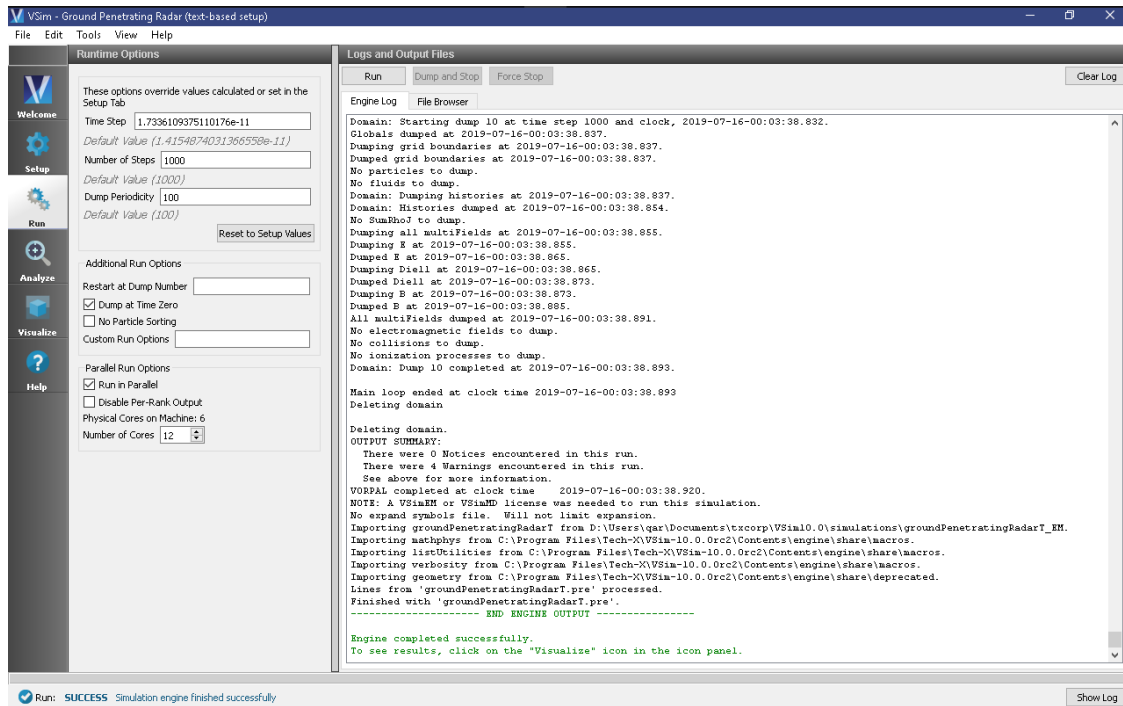 VSim - Ground Penetrating Radar (text-based setup)
File Edit Tools View Help
Welcome
Setup
Run
Analyze
Visualize
Help
Runtime Options
These options override values calculated or set in the
Setup Tab
Time Step 1.7336109375110176e-11
Default Value (1.4154874031366558e-11)
Number of Steps 1000
Default Value (1000)
Dump Periodicity 100
Default Value (100)
Reset to Setup Values
Additional Run Options
Restart at Dump Number
Dump at Time Zero
No Particle Sorting
Custom Run Options
Parallel Run Options
Run in Parallel
Disable Per-Rank Output
Physical Cores on Machine: 6
Number of Cores 12
Logs and Output Files
Run Dump and Stop Force Stop Clear Log
Engine Log File Browser
Domain: Starting dump 10 at time step 1000 and clock, 2019-07-16-00:03:38.832.
Globals dumped at 2019-07-16-00:03:38.837.
Dumping grid boundaries at 2019-07-16-00:03:38.837.
Dumped grid boundaries at 2019-07-16-00:03:38.837.
No particles to dump.
No fluids to dump.
Domain: Dumping histories at 2019-07-16-00:03:38.837.
Domain: Histories dumped at 2019-07-16-00:03:38.854.
No SumRhoJ to dump.
Dumping all multiFields at 2019-07-16-00:03:38.855.
Dumping E at 2019-07-16-00:03:38.855.
Dumped E at 2019-07-16-00:03:38.865.
Dumping Diell at 2019-07-16-00:03:38.865.
Dumped Diell at 2019-07-16-00:03:38.873.
Dumping B at 2019-07-16-00:03:38.873.
Dumped B at 2019-07-16-00:03:38.885.
All multiFields dumped at 2019-07-16-00:03:38.891.
No electromagnetic fields to dump.
No collisions to dump.
No ionization processes to dump.
Domain: Dump 10 completed at 2019-07-16-00:03:38.893.
Main loop ended at clock time 2019-07-16-00:03:38.893
Deleting domain
Deleting domain.
OUTPUT SUMMARY:
There were 0 Notices encountered in this run.
There were 4 Warnings encountered in this run.
See above for more information.
VORPAL completed at clock time 2019-07-16-00:03:38.920.
NOTE: A VSimEM or VSimMD license was needed to run this simulation.
No expand symbols file. Will not limit expansion.
Importing groundPenetratingRadarT from D:\Users\qar\Documents\txcorp\VSim10.0\simulations\groundPenetratingRadarT_EM.
Importing mathphys from C:\Program Files\Tech-X\VSim-10.0.0rc2\Contents\engine\share\macros.
Importing listUtilities from C:\Program Files\Tech-X\VSim-10.0.0rc2\Contents\engine\share\macros.
Importing verbosity from C:\Program Files\Tech-X\VSim-10.0.0rc2\Contents\engine\share\macros.
Importing geometry from C:\Program Files\Tech-X\VSim-10.0.0rc2\Contents\engine\share\deprecated.
Lines from 'groundPenetratingRadarT.pre' processed.
Finished with 'groundPenetratingRadarT.pre'.
--------------------- END ENGINE OUTPUT ----------------
Engine completed successfully.
To see results, click on the "Visualize" icon in the icon panel.
Run: SUCCESS Simulation engine finished successfully
Show Log